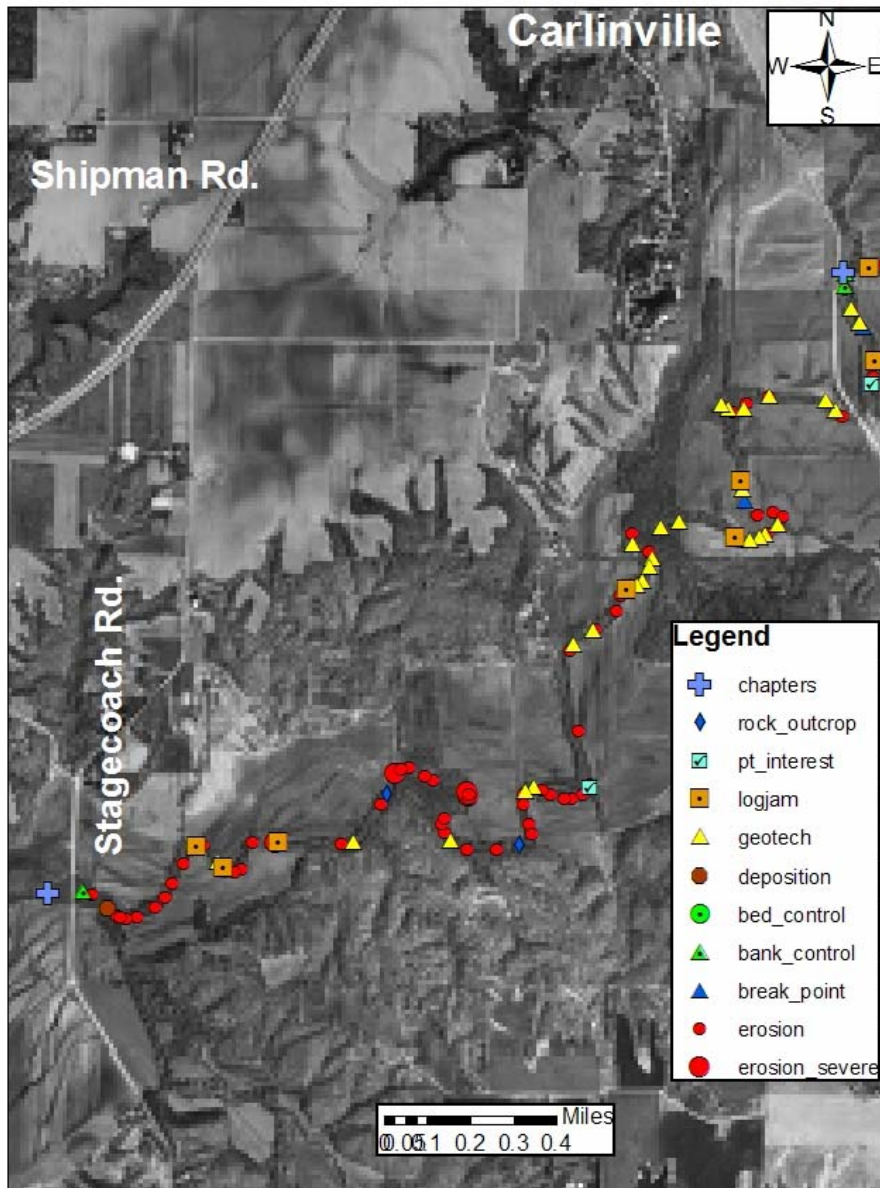 Carlinville
N
W E
S
Shipman Rd.
Stagecoach Rd.
Legend
chapters
rock_outcrop
pt_interest
logjam
geotech
deposition
bed_control
bank_control
break_point
erosion
erosion_severe
Miles
0 0.05 0.1 0.2 0.3 0.4